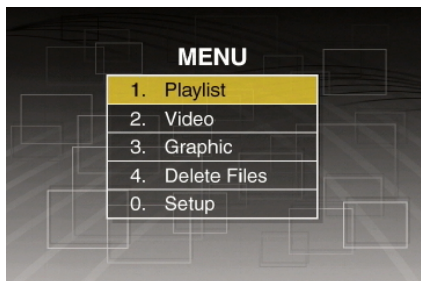 MENU
1. Playlist
2. Video
3. Graphic
4. Delete Files
0. Setup